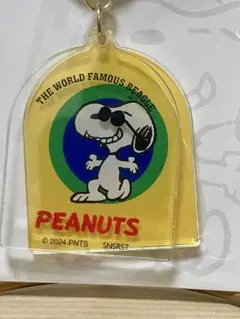 THE WORLD FAMOUS BEAGLE
PEANUTS
© 2024 PNTS SNSRST